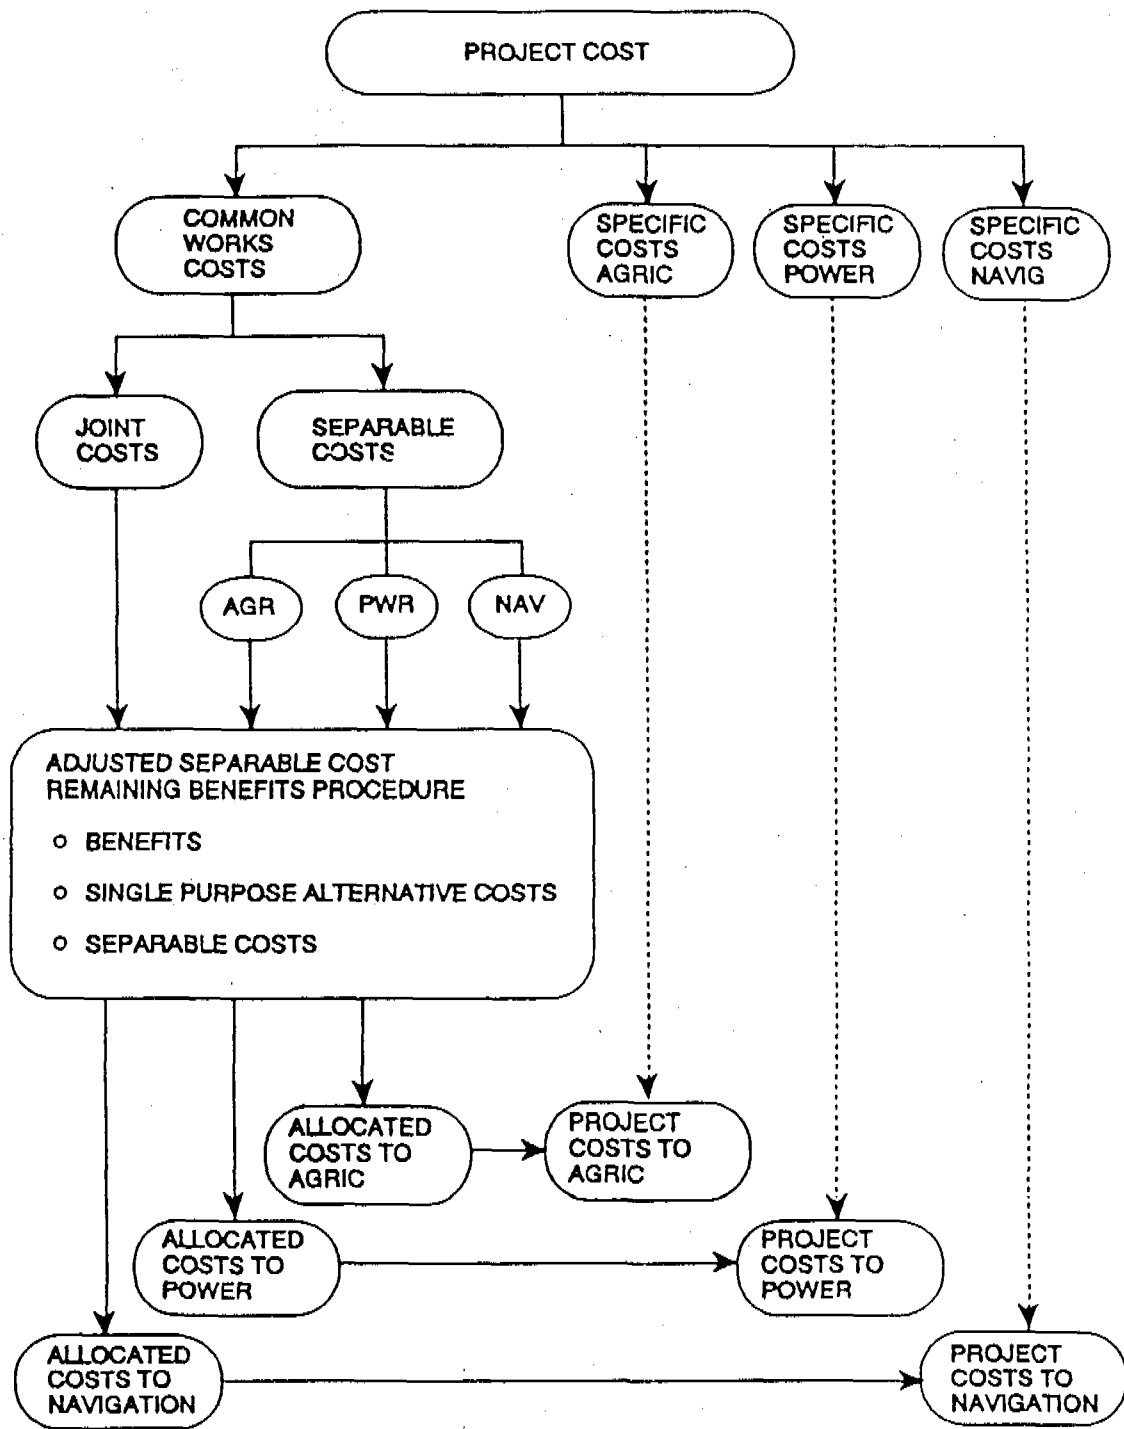 PROJECT COST
COMMON
WORKS
COSTS
SPECIFIC
COSTS
AGRIC
SPECIFIC
COSTS
POWER
SPECIFIC
COSTS
NAVIG
JOINT
COSTS
SEPARABLE
COSTS
AGR
PWR
NAV
ADJUSTED SEPARABLE COST
REMAINING BENEFITS PROCEDURE
o BENEFITS
o SINGLE PURPOSE ALTERNATIVE COSTS
o SEPARABLE COSTS
ALLOCATED
COSTS TO
AGRIC
PROJECT
COSTS TO
AGRIC
ALLOCATED
COSTS TO
POWER
PROJECT
COSTS TO
POWER
ALLOCATED
COSTS TO
NAVIGATION
PROJECT
COSTS TO
NAVIGATION